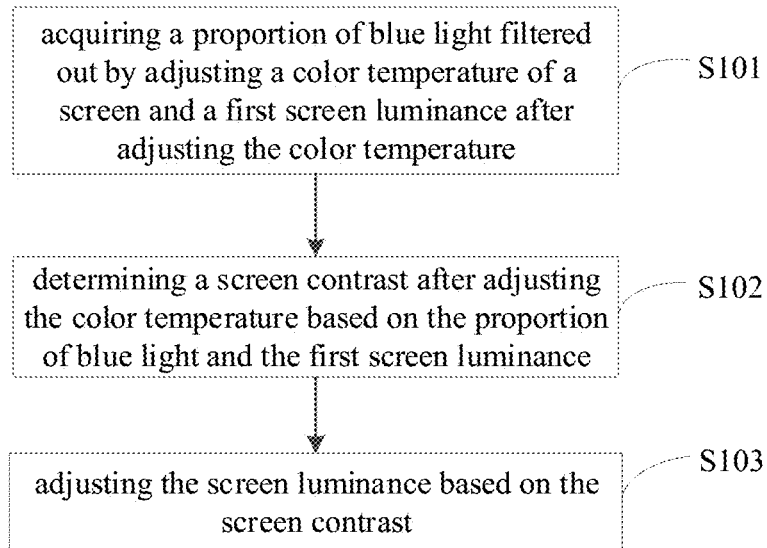 acquiring a proportion of blue light filtered
out by adjusting a color temperature of a
screen and a first screen luminance after
adjusting the color temperature
S101
determining a screen contrast after adjusting
the color temperature based on the proportion
of blue light and the first screen luminance
S102
adjusting the screen luminance based on the
screen contrast
S103